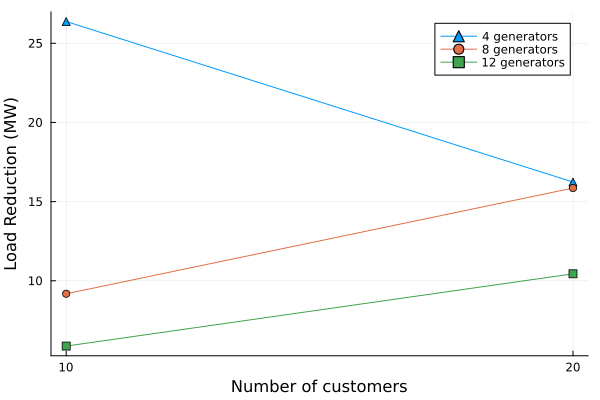 Load Reduction (MW)
25
20
15
10
4 generators
8 generators
12 generators
10
20
Number of customers